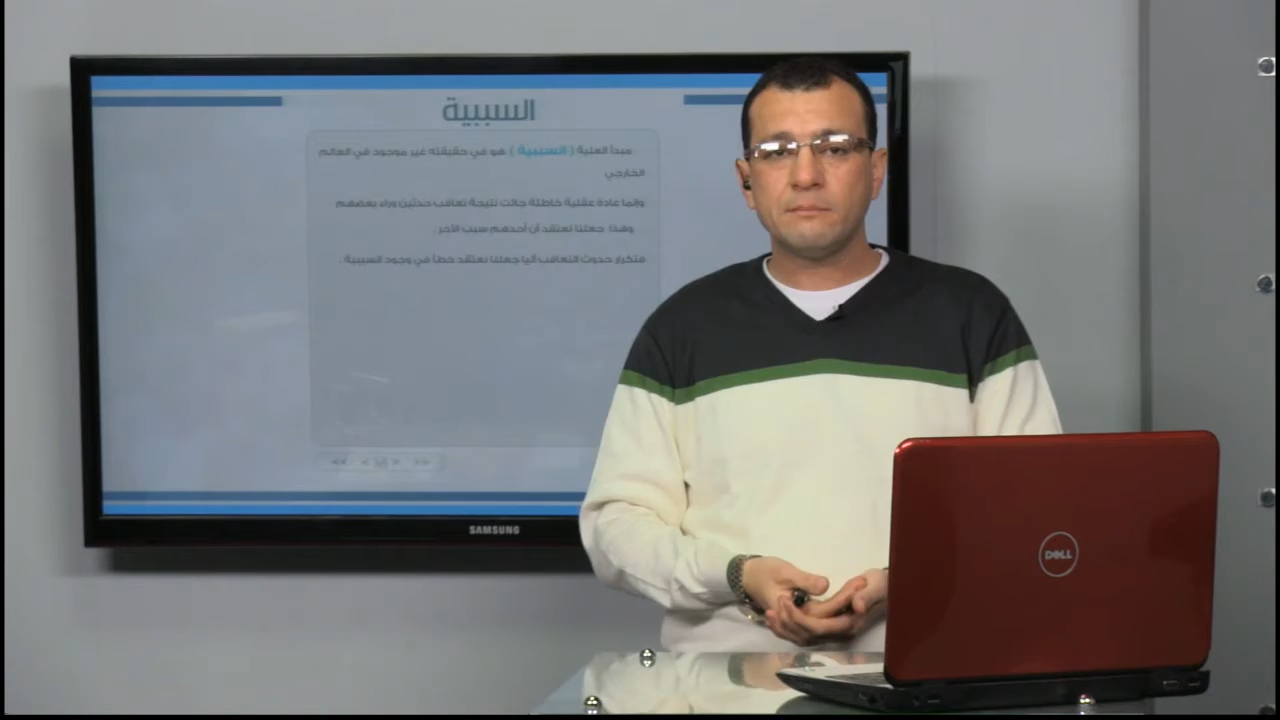 السببية
مبدأ العلية ( السببية ) هو في حقيقته غير موجود في العالم
الخارجي
وإنما عادة عقلية خاطئة جائت نتيجة تعاقب حدثين وراء بعضهم
وهذا جعلنا نعتقد أن أحدهم سبب الآخر .
فتكرار حدوث التعاقب آليا جعلنا نعتقد خطأ في وجود السببية .
SAMSUNG
DELL